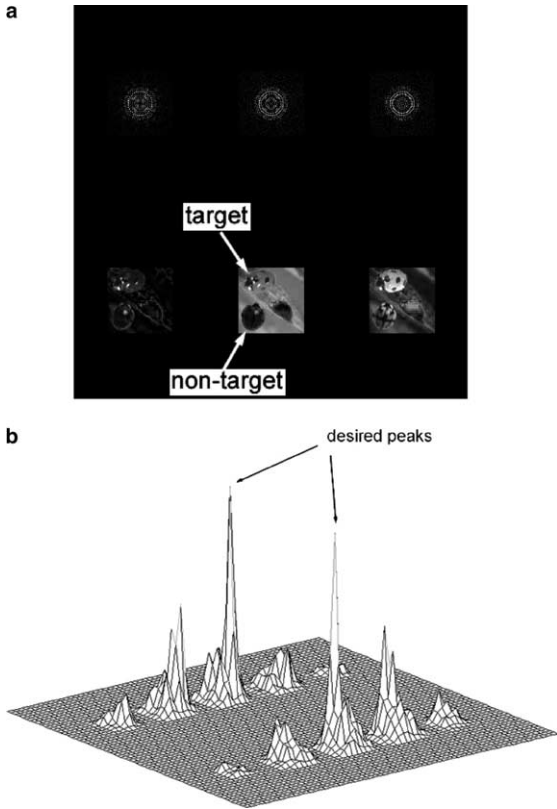 a
target
non-target
b
desired peaks